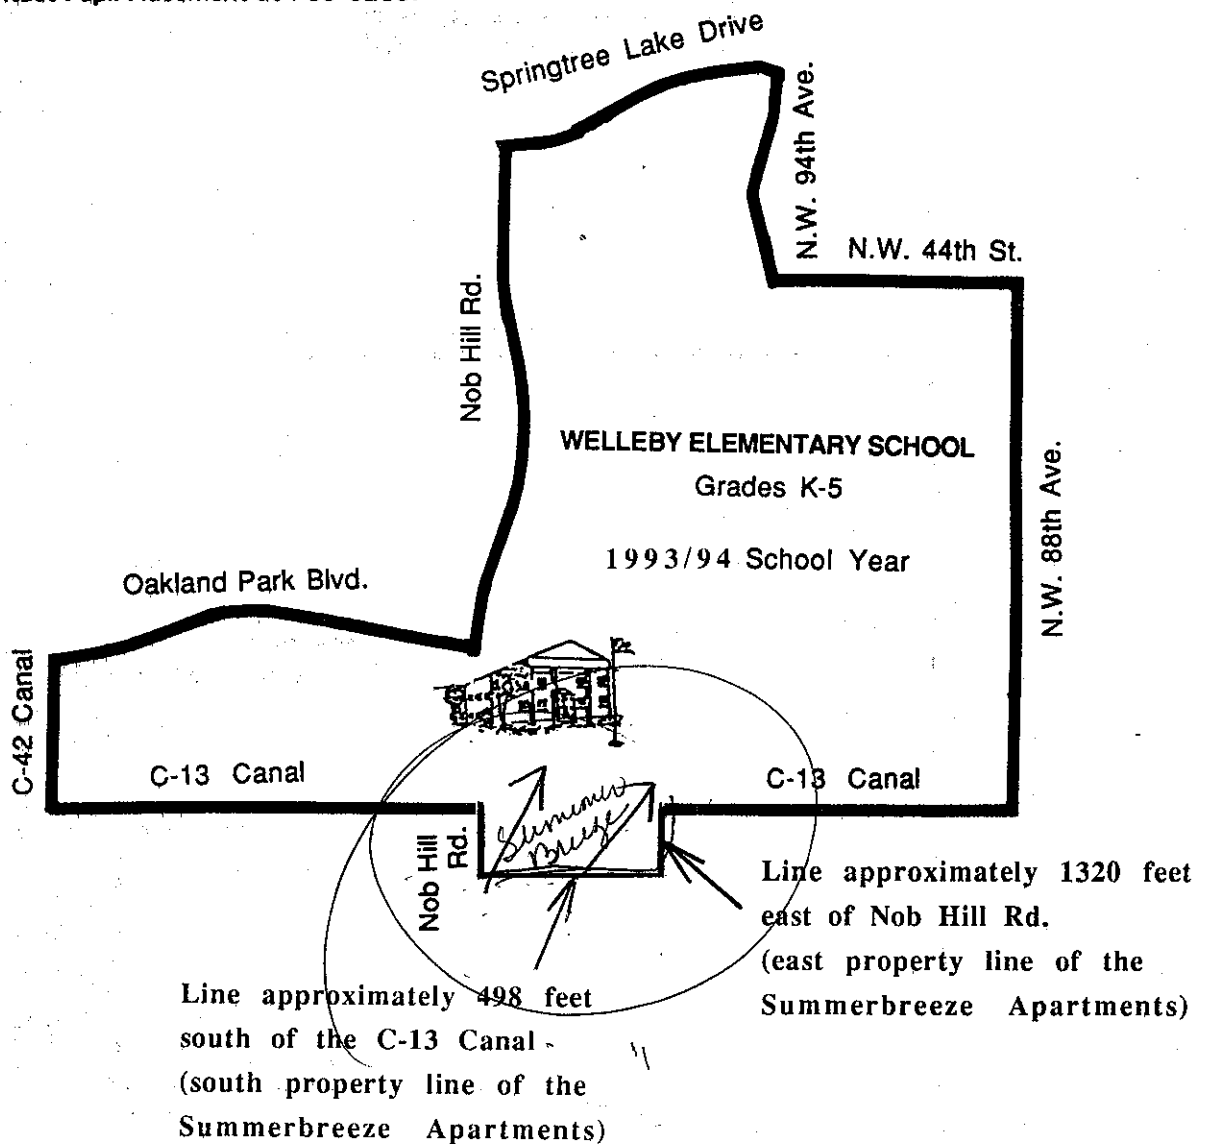 Springtree Lake Drive
N.W. 94th Ave.
N.W. 44th St.
Nob Hill Rd.
WELLEBY ELEMENTARY SCHOOL
Grades K-5
1993/94 School Year
N.W. 88th Ave.
Oakland Park Blvd.
C-42 Canal
C-13 Canal
C-13 Canal
Nob Hill
Rd.
Summer
Breeze
Line approximately 1320 feet
east of Nob Hill Rd.
(east property line of the
Summerbreeze Apartments)
Line approximately 498 feet
south of the C-13 Canal
(south property line of the
Summerbreeze Apartments)